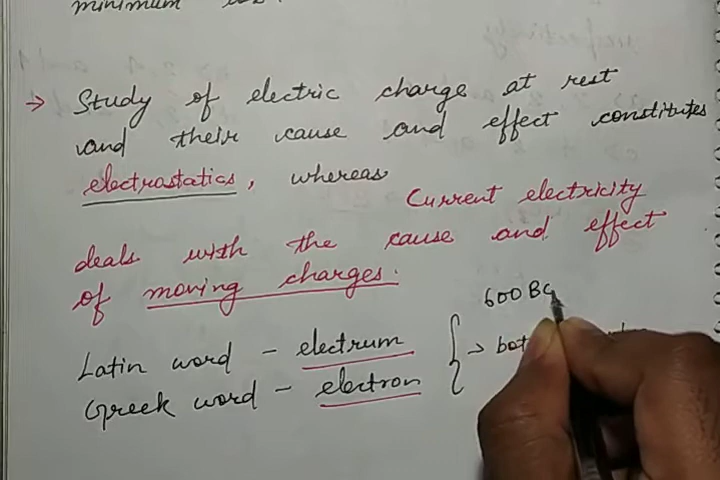 minimum
→ Study of electric charge at rest
and their cause and effect constitutes
electrostatics, whereas
Current electricity
deals with the cause and effect
of moving charges.
600 BC
Latin word - electrum
→ bot
Greek word - electron